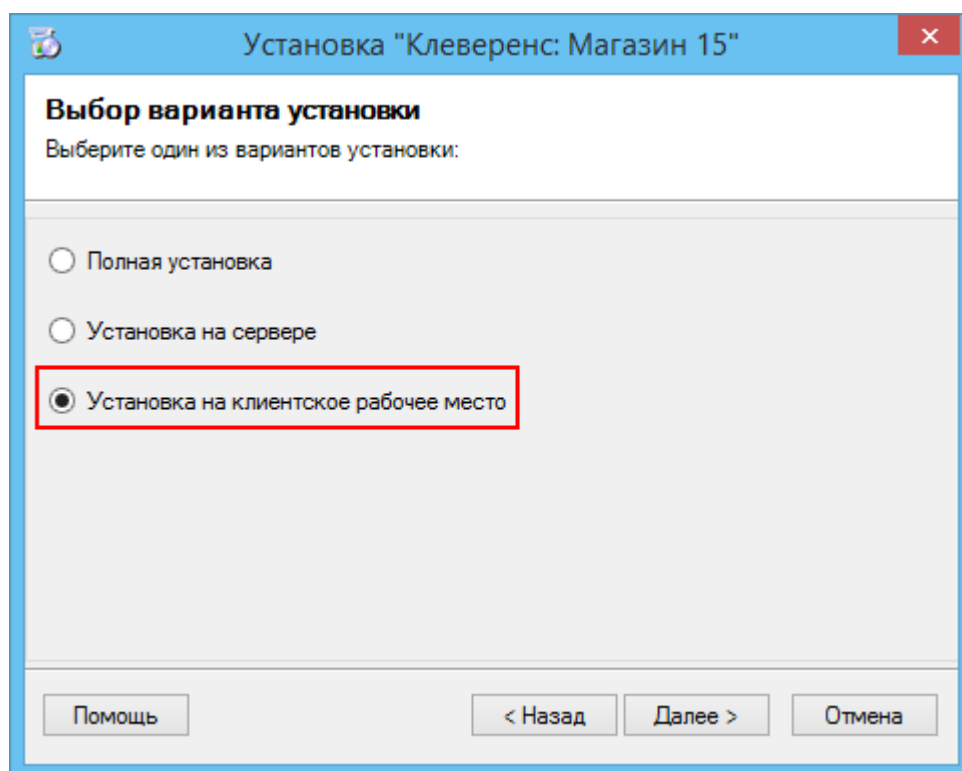 Установка "Клеверенс: Магазин 15"
Выбор варианта установки
Выберите один из вариантов установки:
Полная установка
Установка на сервере
Установка на клиентское рабочее место
Помощь
< Назад
Далее >
Отмена